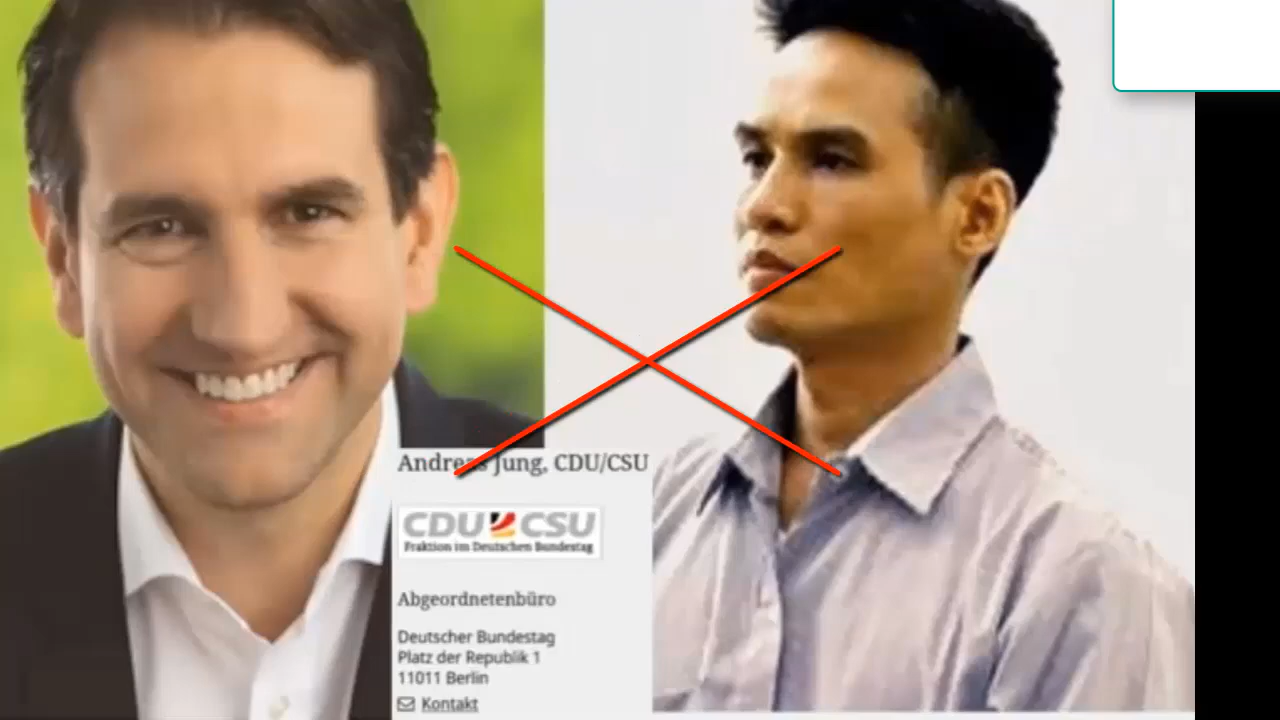 Andreas Jung, CDU/CSU
CDU CSU
Fraktion im Deutschen Bundestag
Abgeordnetenbüro
Deutscher Bundestag
Platz der Republik 1
11011 Berlin
Kontakt